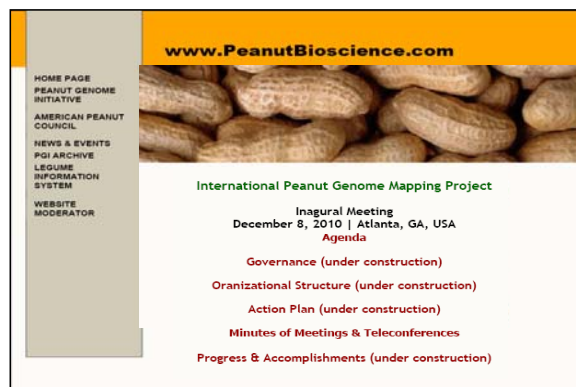 www.PeanutBioscience.com
HOME PAGE
PEANUT GENOME
INITIATIVE
AMERICAN PEANUT
COUNCIL
NEWS & EVENTS
PGI ARCHIVE
LEGUME
INFORMATION
SYSTEM
WEBSITE
MODERATOR
International Peanut Genome Mapping Project
Inagural Meeting
December 8, 2010 | Atlanta, GA, USA
Agenda
Governance (under construction)
Oranizational Structure (under construction)
Action Plan (under construction)
Minutes of Meetings & Teleconferences
Progress & Accomplishments (under construction)